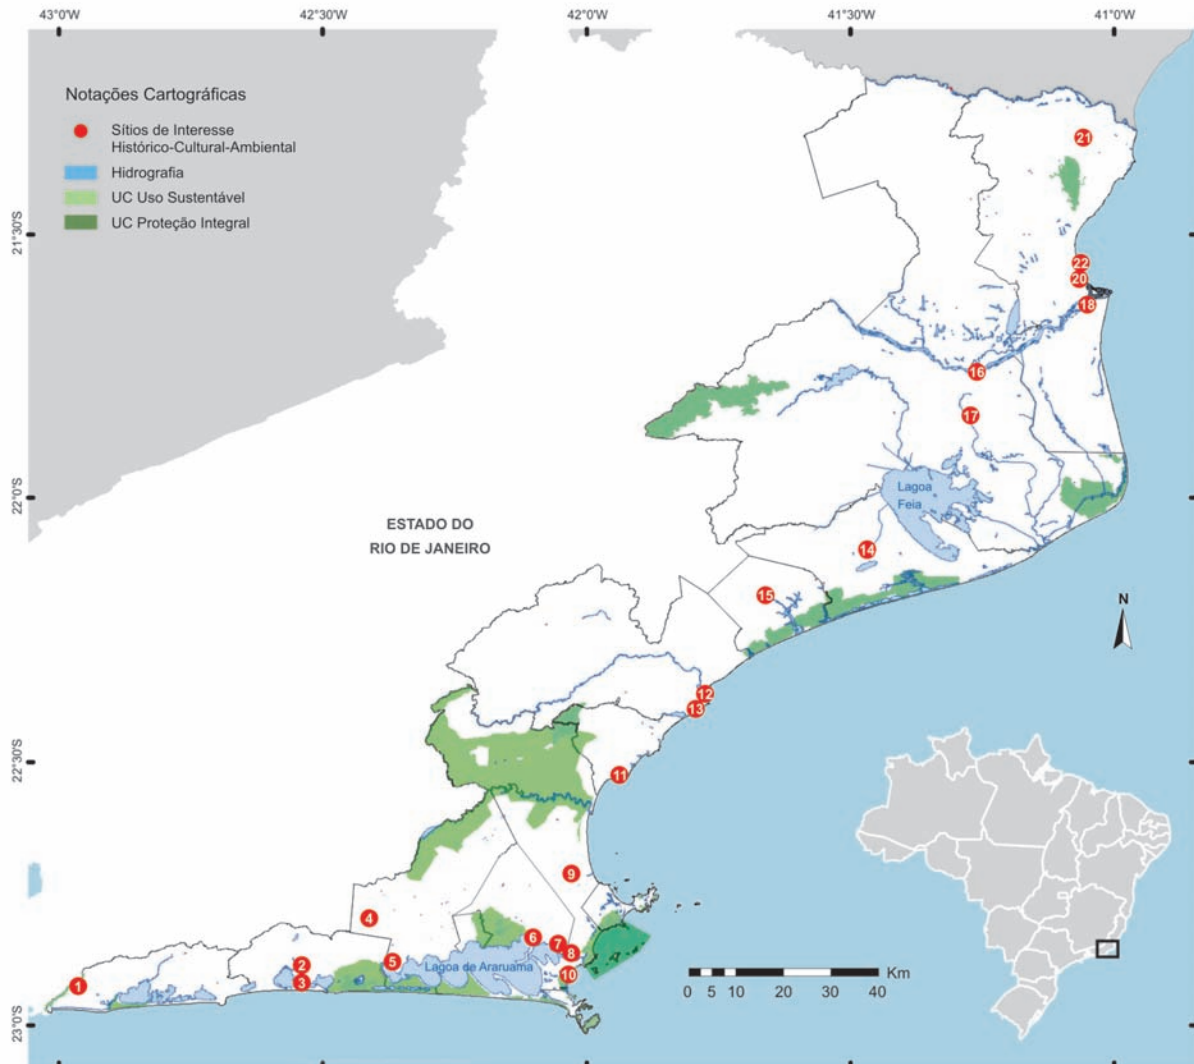 43°0'W
42°30'W
42°0'W
41°30'W
41°0'W
Notações Cartográficas
Sítios de Interesse
Histórico-Cultural-Ambiental
Hidrografia
UC Uso Sustentável
UC Proteção Integral
21
21°30'S
22
20
18
16
17
Lagoa
Feia
22°0'S
ESTADO DO
RIO DE JANEIRO
14
15
N
12
13
22°30'S
11
9
4
6
7
8
5
2
Lagoa de Araruama
10
3
1
Km
0 5 10 20 30 40
23°0'S